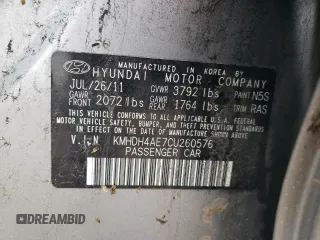 MANUFACTURED IN KOREA BY
HYUNDAI MOTOR COMPANY
JUL/26/11 GVWR 3792 lbs PAINT N5S
GAWR FRONT 2072 lbs GAWR REAR 1764 lbs TRIM RAS
THIS VEHICLE CONFORMS TO ALL APPLICABLE
U.S. FEDERAL MOTOR VEHICLE SAFETY, BUMPER,
AND THEFT PREVENTION STANDARDS IN EFFECT ON
THE DATE OF MANUFACTURE SHOWN ABOVE.
V.I.N KMHDH4AE7CU260576
PASSENGER CAR